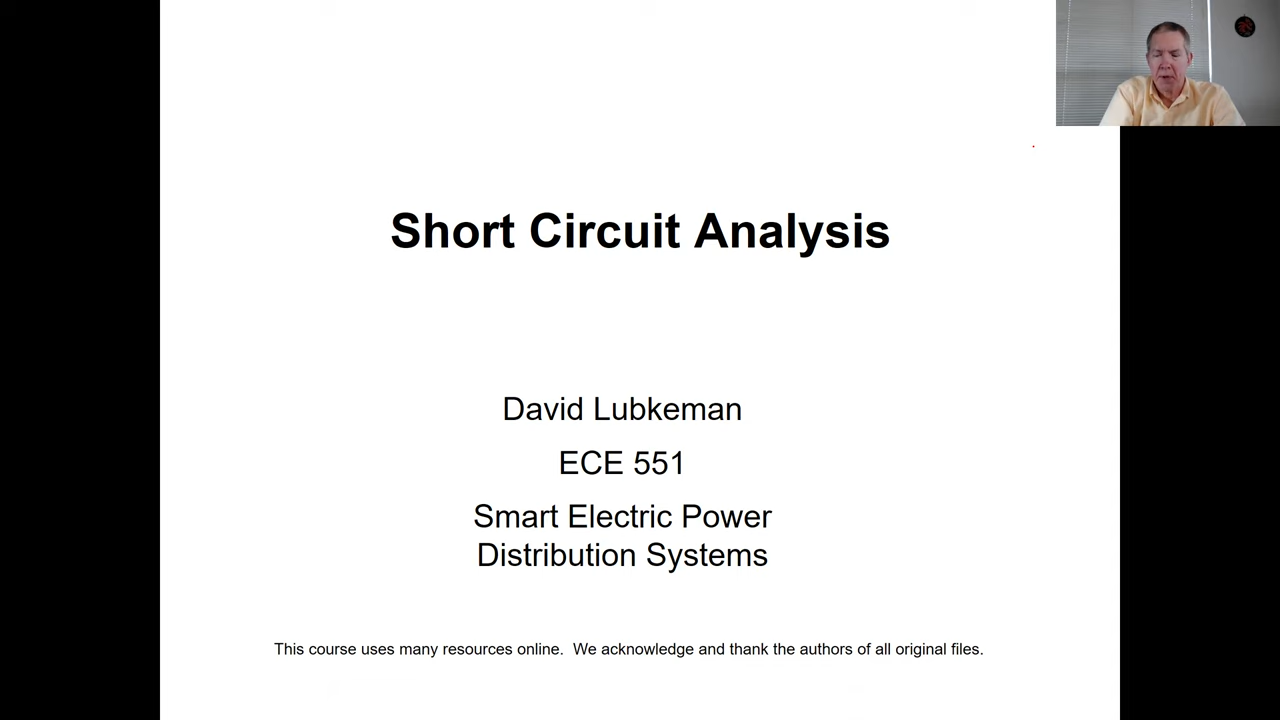 Short Circuit Analysis
David Lubkeman
ECE 551
Smart Electric Power
Distribution Systems
This course uses many resources online.  We acknowledge and thank the authors of all original files.